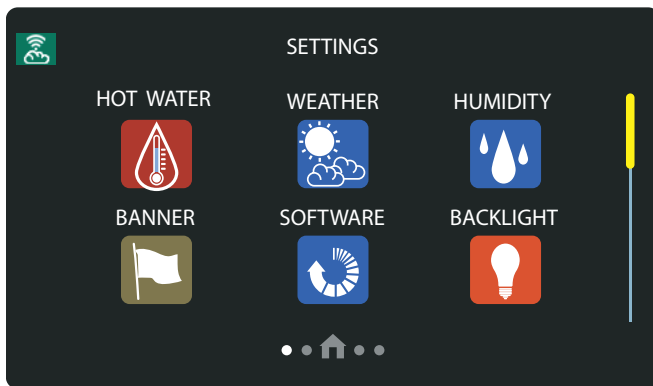 SETTINGS
HOT WATER WEATHER HUMIDITY
BANNER SOFTWARE BACKLIGHT